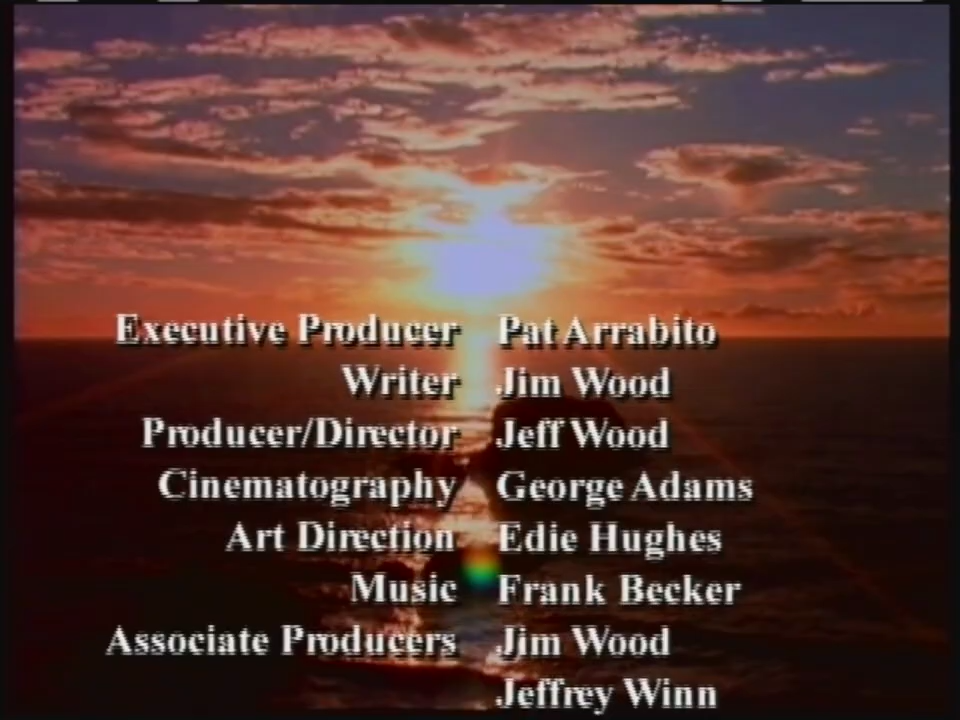 Executive Producer Pat Arrabito
Writer Jim Wood
Producer/Director Jeff Wood
Cinematography George Adams
Art Direction Edie Hughes
Music Frank Becker
Associate Producers Jim Wood
Jeffrey Winn